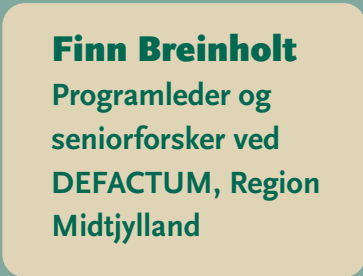 Finn Breinholt
Programleder og
seniorforsker ved
DEFACTUM, Region
Midtjylland